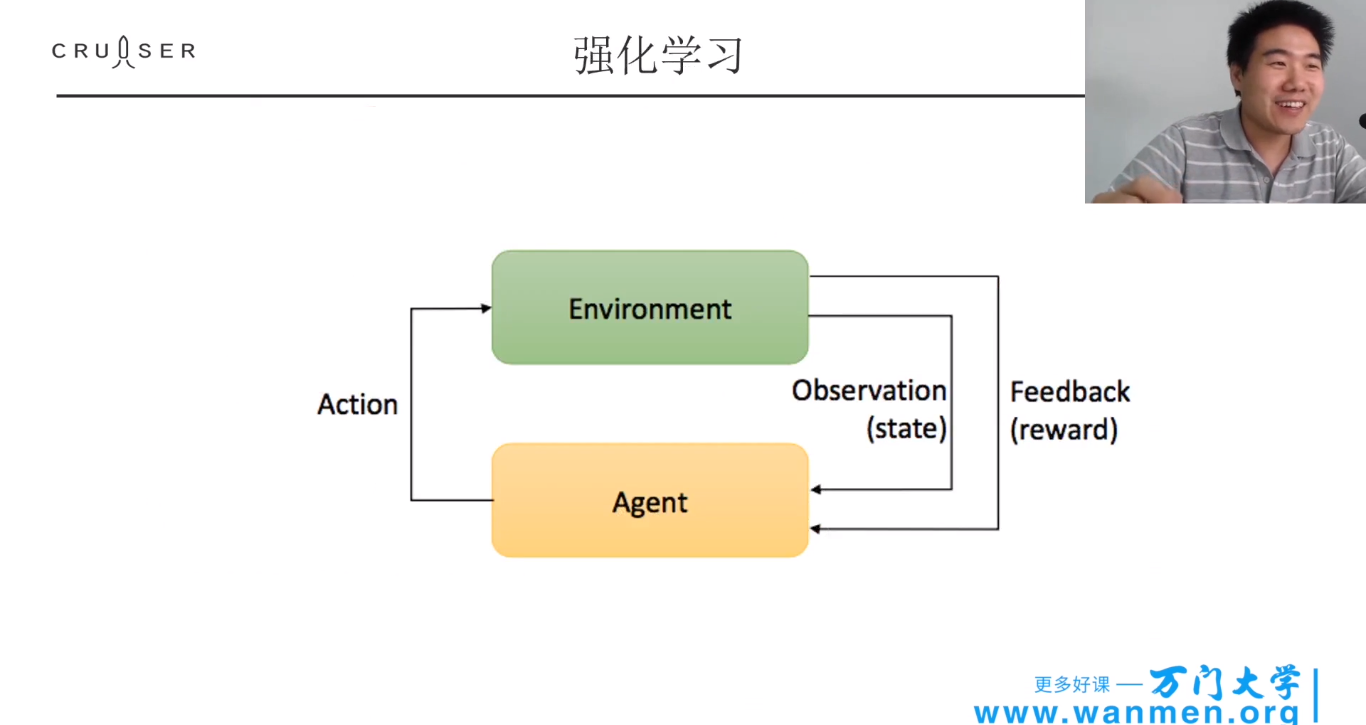 CRUISER
强化学习
Environment
Action
Observation
(state)
Feedback
(reward)
Agent
更多好课 — 万门大学
www.wanmen.org